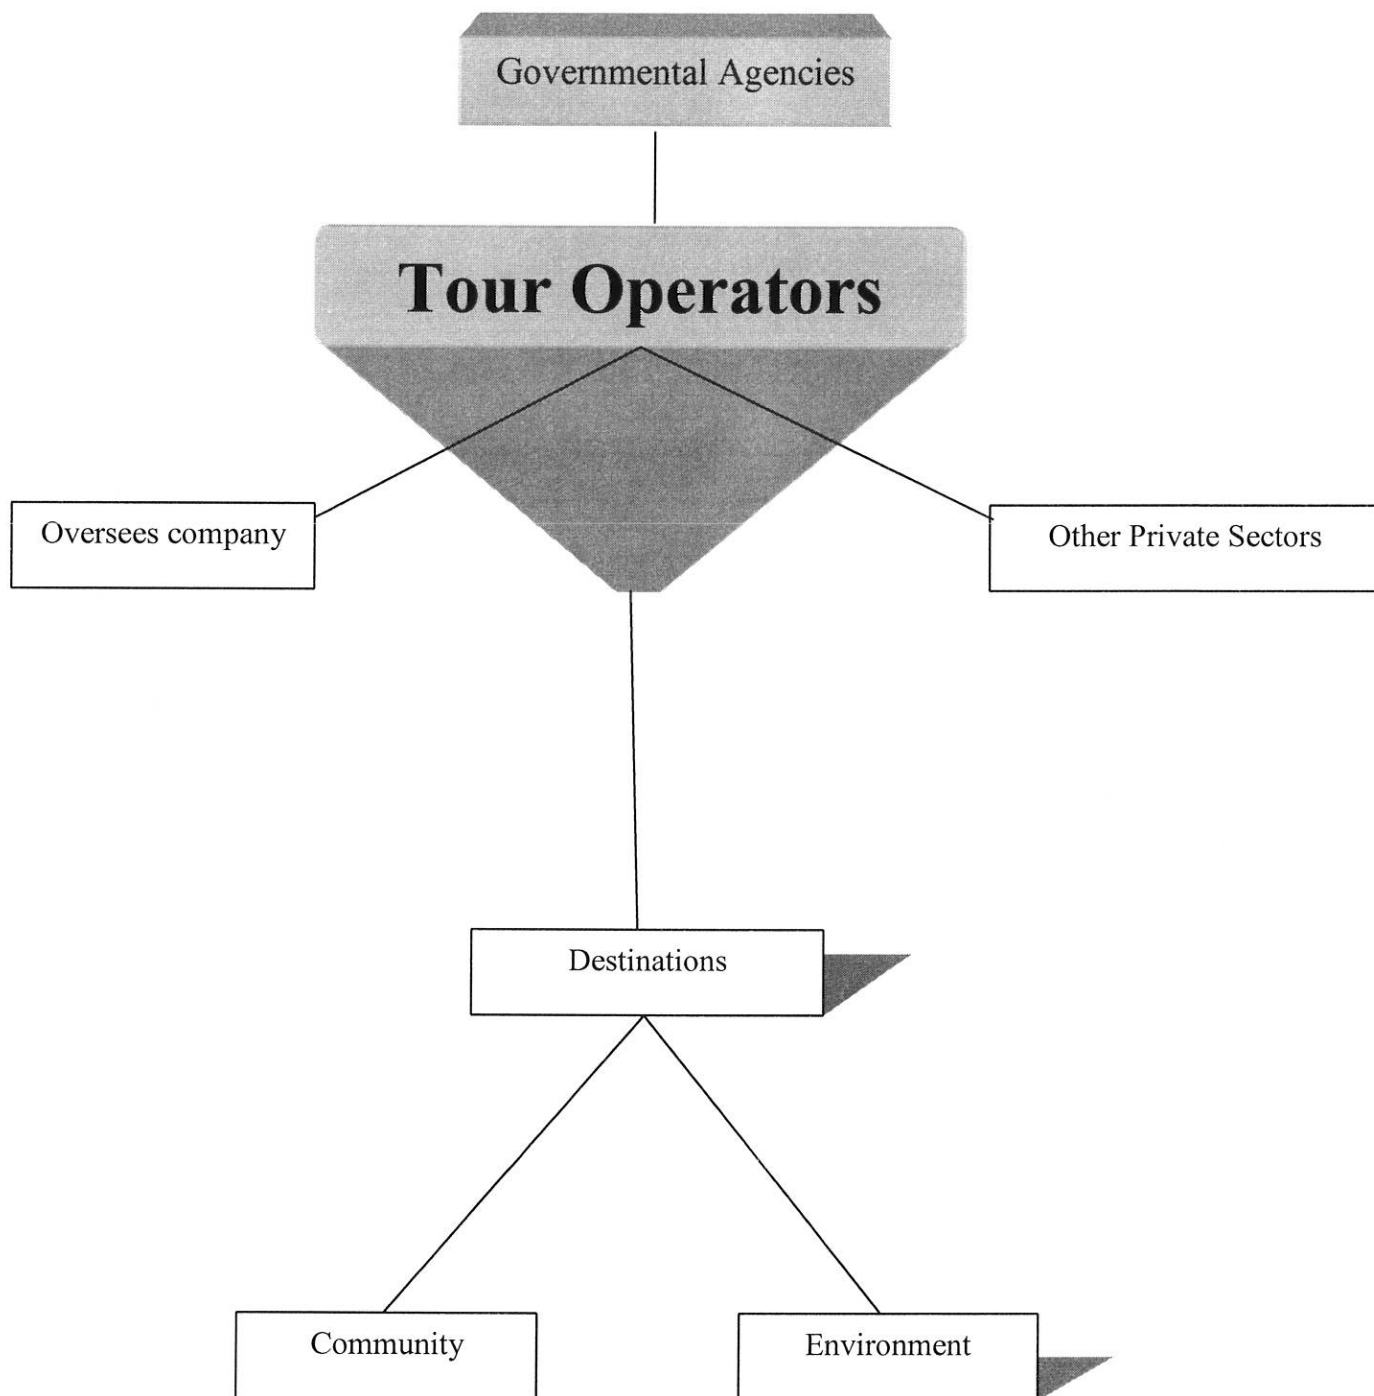 Governmental Agencies
Tour Operators
Oversees company
Other Private Sectors
Destinations
Community
Environment